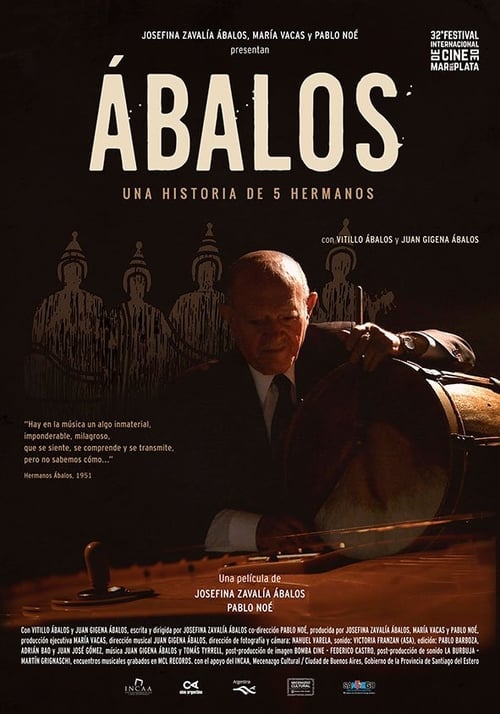 JOSEFINA ZAVALÍA ÁBALOS, MARÍA VACAS y PABLO NOÉ
presentan
32º FESTIVAL
INTERNACIONAL
DE CINE DE
MAR DEL PLATA
ÁBALOS
UNA HISTORIA DE 5 HERMANOS
con VITILLO ÁBALOS y JUAN GIGENA ÁBALOS
“Hay en la música un algo inmaterial,
imponderable, milagroso,
que se siente, se comprende y se transmite,
pero no sabemos cómo...”
Hermanos Ábalos, 1951
Una película de
JOSEFINA ZAVALÍA ÁBALOS
PABLO NOÉ
Con VITILLO ÁBALOS y JUAN GIGENA ÁBALOS, escrita y dirigida por JOSEFINA ZAVALÍA ÁBALOS co-dirección PABLO NOÉ, producida por JOSEFINA ZAVALÍA ÁBALOS, MARÍA VACAS y PABLO NOÉ,
producción ejecutiva MARÍA VACAS, dirección musical JUAN GIGENA ÁBALOS, dirección de fotografía y cámara: NAHUEL VARELA, sonido: VICTORIA FRANZAN (ASA), edición: PABLO BARBOZA,
ADRIÁN BAO y JUAN JOSÉ GÓMEZ, música JUAN GIGENA ÁBALOS y TOMÁS TYRRELL, post-producción de imagen BOMBA CINE - FEDERICO CASTRO, post-producción de sonido LA BURBUJA -
MARTÍN GRIGNASCHI, encuentros musicales grabados en MCL RECORDS, con el apoyo del INCAA, Mecenazgo Cultural / Ciudad de Buenos Aires, Gobierno de la Provincia de Santiago del Estero
INCAA
cine argentino
Argentina
MECENAZGO
CULTURAL